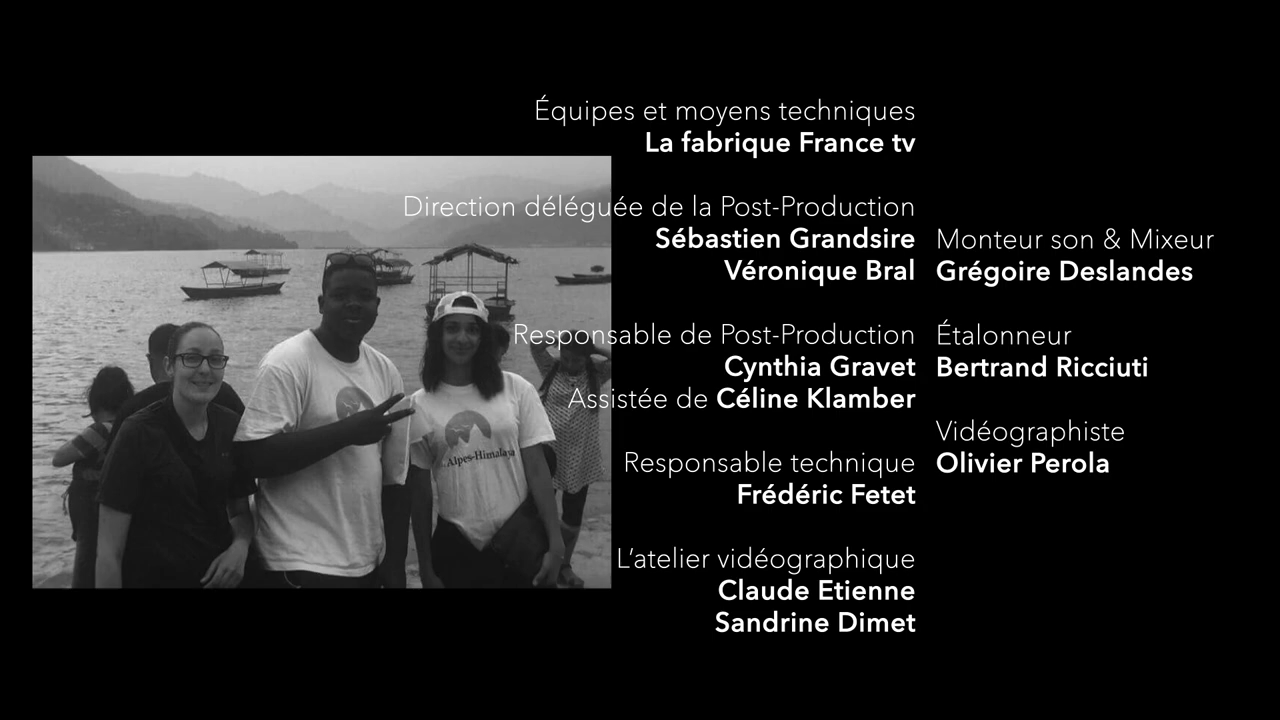 Équipes et moyens techniques
La fabrique France tv
Direction déléguée de la Post-Production
Sébastien Grandsire
Véronique Bral
Responsable de Post-Production
Cynthia Gravet
Assistée de Céline Klamber
Responsable technique
Frédéric Fetet
L’atelier vidéographique
Claude Etienne
Sandrine Dimet
Monteur son & Mixeur
Grégoire Deslandes
Étalonneur
Bertrand Ricciuti
Vidéographiste
Olivier Perola
Alpes-Himalaya